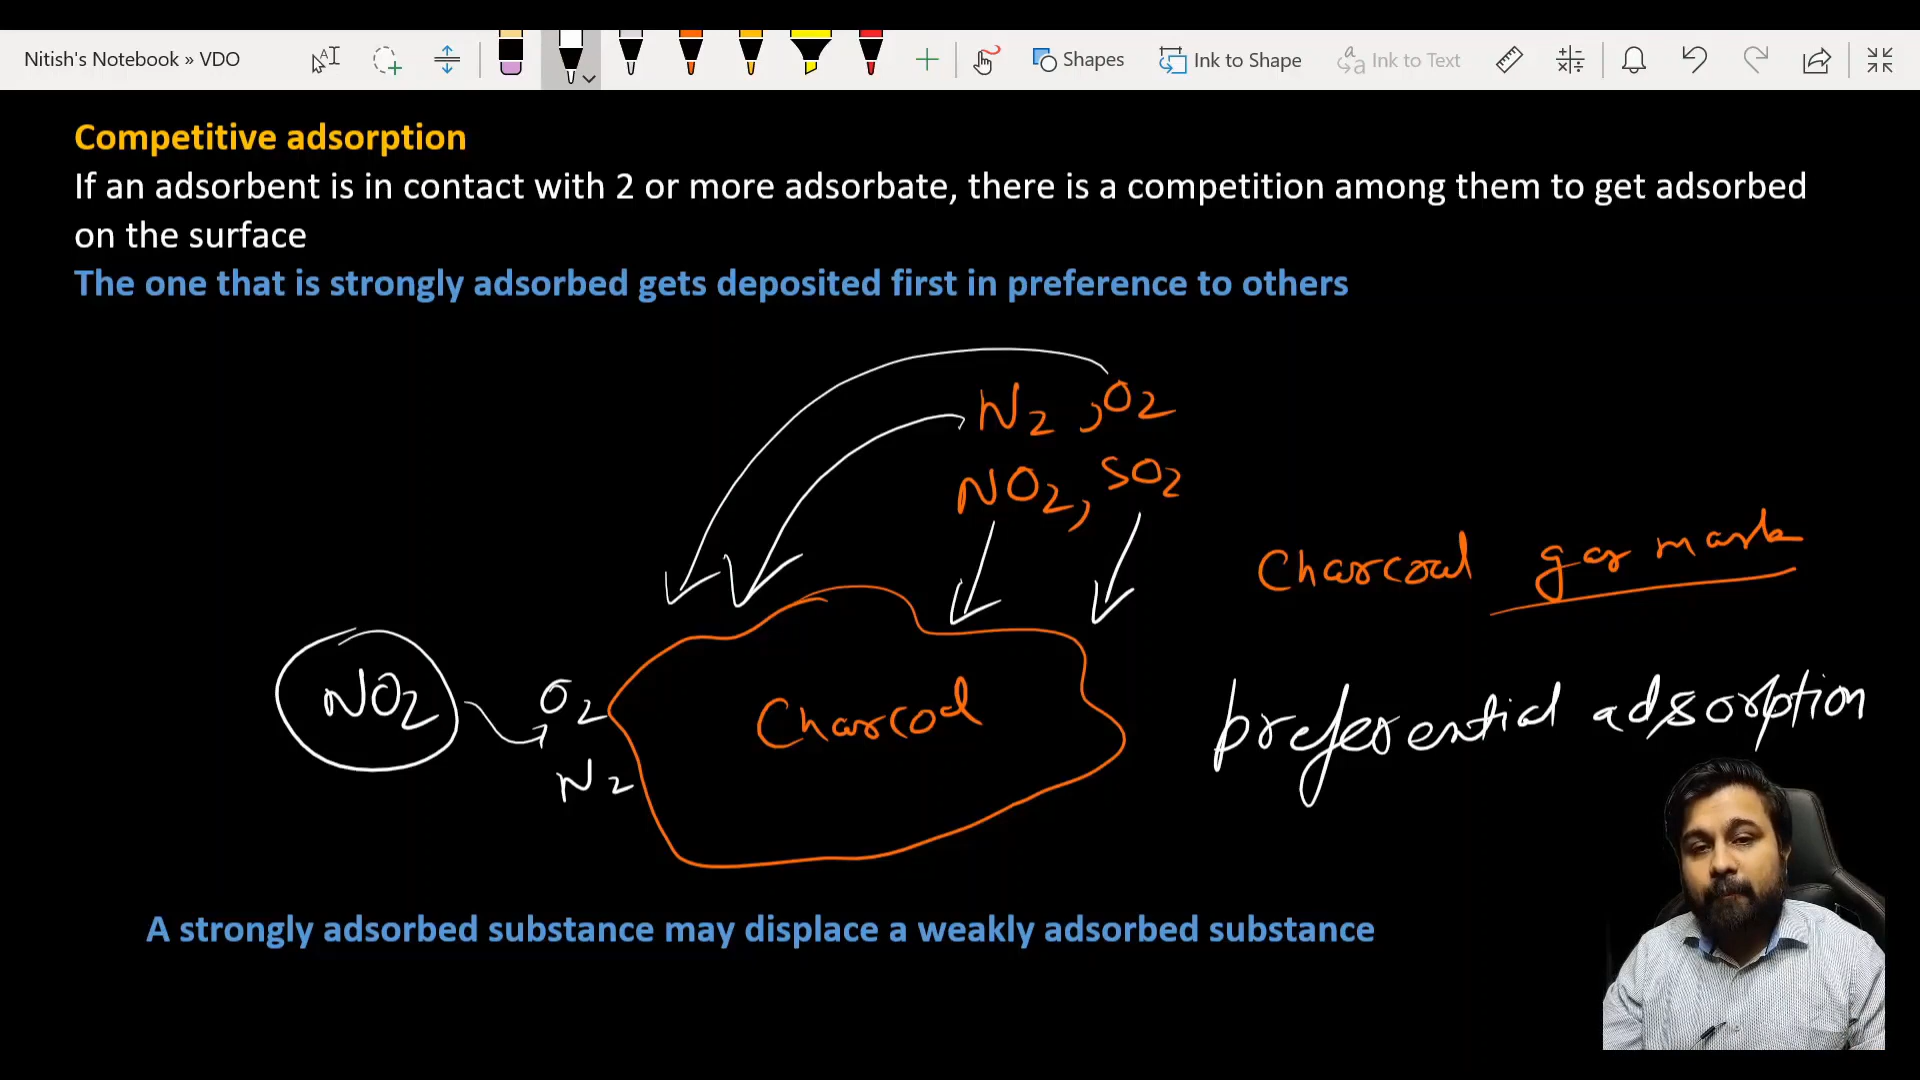 Nitish's Notebook » VDO
Shapes
Ink to Shape
Ink to Text
Competitive adsorption
If an adsorbent is in contact with 2 or more adsorbate, there is a competition among them to get adsorbed
on the surface
The one that is strongly adsorbed gets deposited first in preference to others
N2 , O2
NO2, SO2
Charcoal gas mask
NO2
O2
Charcoal
preferential adsorption
N2
A strongly adsorbed substance may displace a weakly adsorbed substance